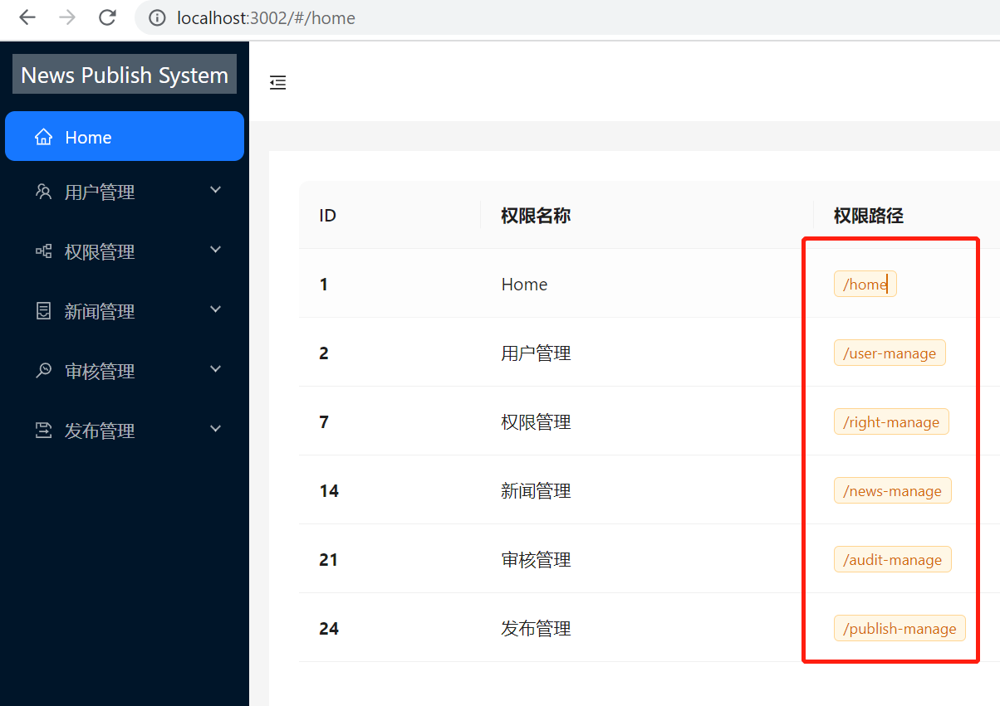 localhost:3002/#/home
News Publish System
Home
用户管理
权限管理
新闻管理
审核管理
发布管理
ID 权限名称 权限路径
1 Home /home
2 用户管理 /user-manage
7 权限管理 /right-manage
14 新闻管理 /news-manage
21 审核管理 /audit-manage
24 发布管理 /publish-manage